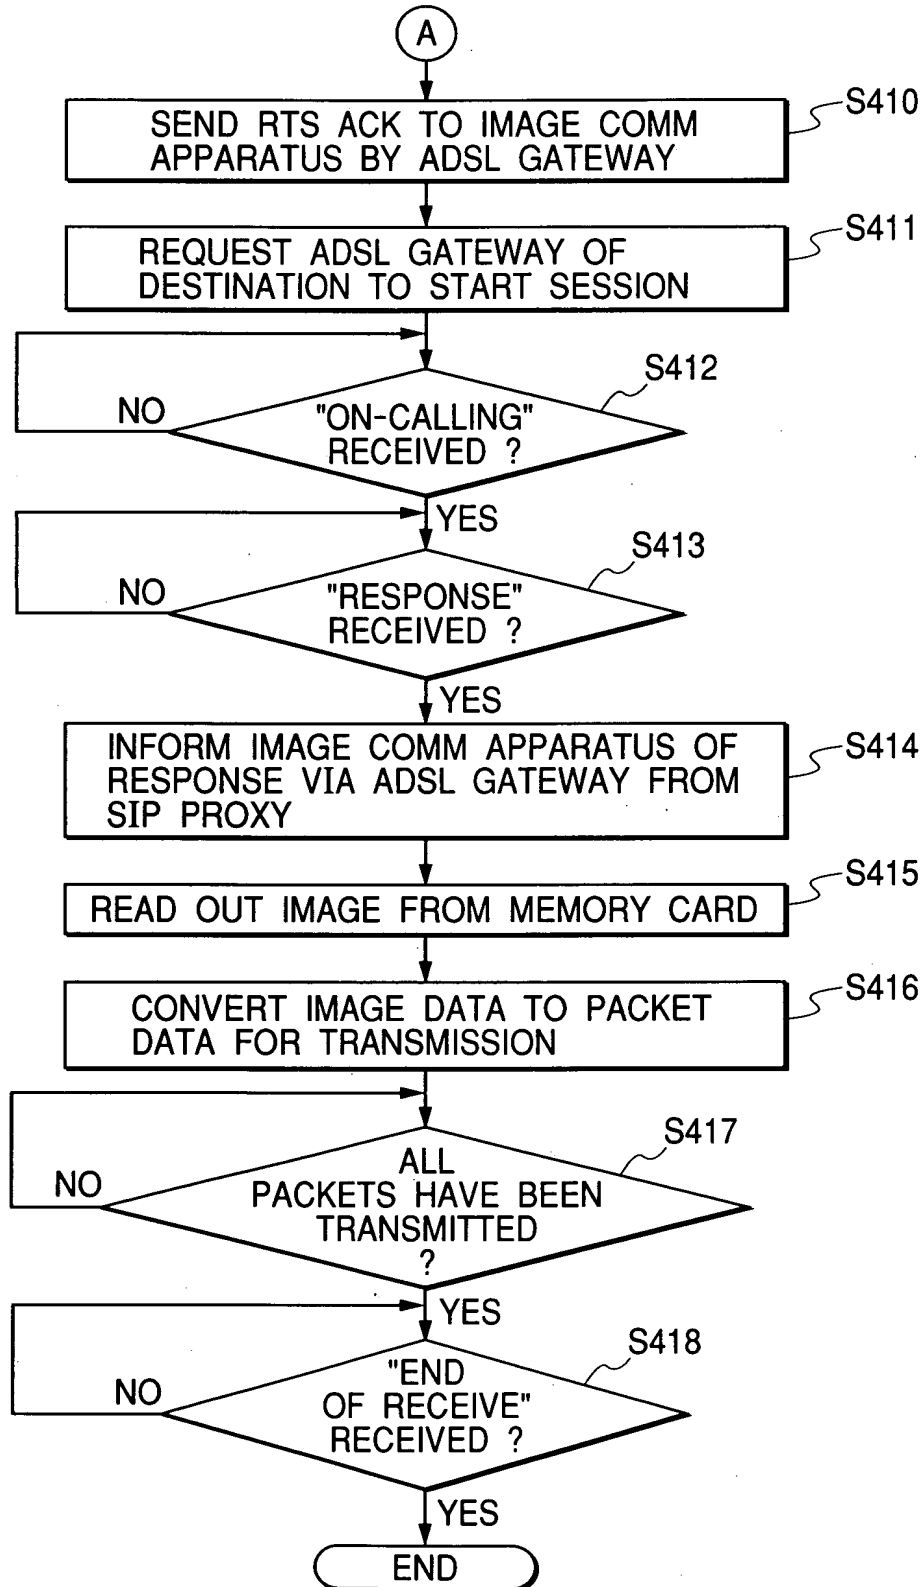 A
S410
SEND RTS ACK TO IMAGE COMM
APPARATUS BY ADSL GATEWAY
S411
REQUEST ADSL GATEWAY OF
DESTINATION TO START SESSION
S412
NO
"ON-CALLING"
RECEIVED ?
YES
S413
NO
"RESPONSE"
RECEIVED ?
YES
S414
INFORM IMAGE COMM APPARATUS OF
RESPONSE VIA ADSL GATEWAY FROM
SIP PROXY
S415
READ OUT IMAGE FROM MEMORY CARD
S416
CONVERT IMAGE DATA TO PACKET
DATA FOR TRANSMISSION
S417
NO
ALL
PACKETS HAVE BEEN
TRANSMITTED
?
YES
S418
NO
"END
OF RECEIVE"
RECEIVED ?
YES
END